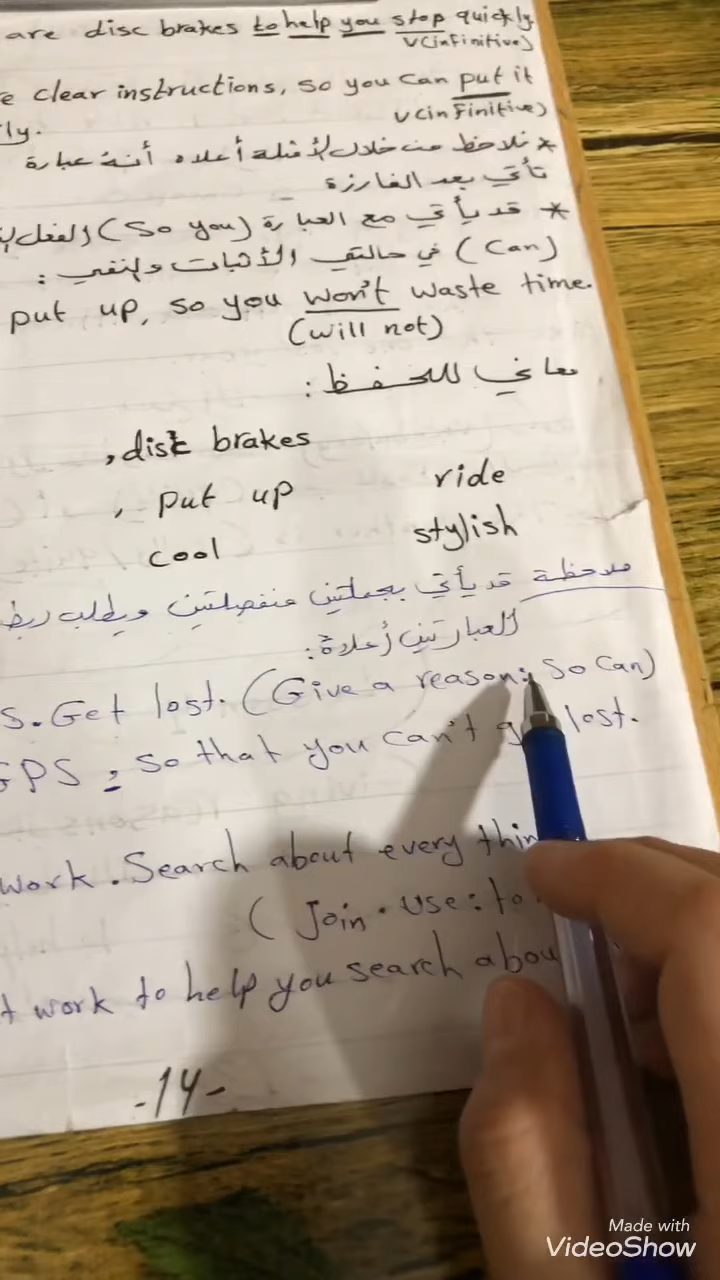 are disc brakes to help you stop quickly
V(infinitive)
e clear instructions, so you can put it
ly.
V(infinitive)
* نلاحظ من خلال الأمثلة أعلاه أنه عبارة
تأتي بعد الفارزة
* قد يأتي مع العبارة (so you) الفعل
(can) في حالتي الأثبات والنفي :
put up, so you won't waste time.
(will not)
معاني للحفظ :
, disk brakes
ride
, put up
stylish
cool
ملاحظة قد يأتي بجملتين منفصلتين ويطلب ربط
العبارتين أعلاه:
s. Get lost. (Give a reason: so can)
GPS : so that you can't g lost.
work. Search about every thin
( Join . use: to
t work to help you search abou
-14-
Made with
VideoShow